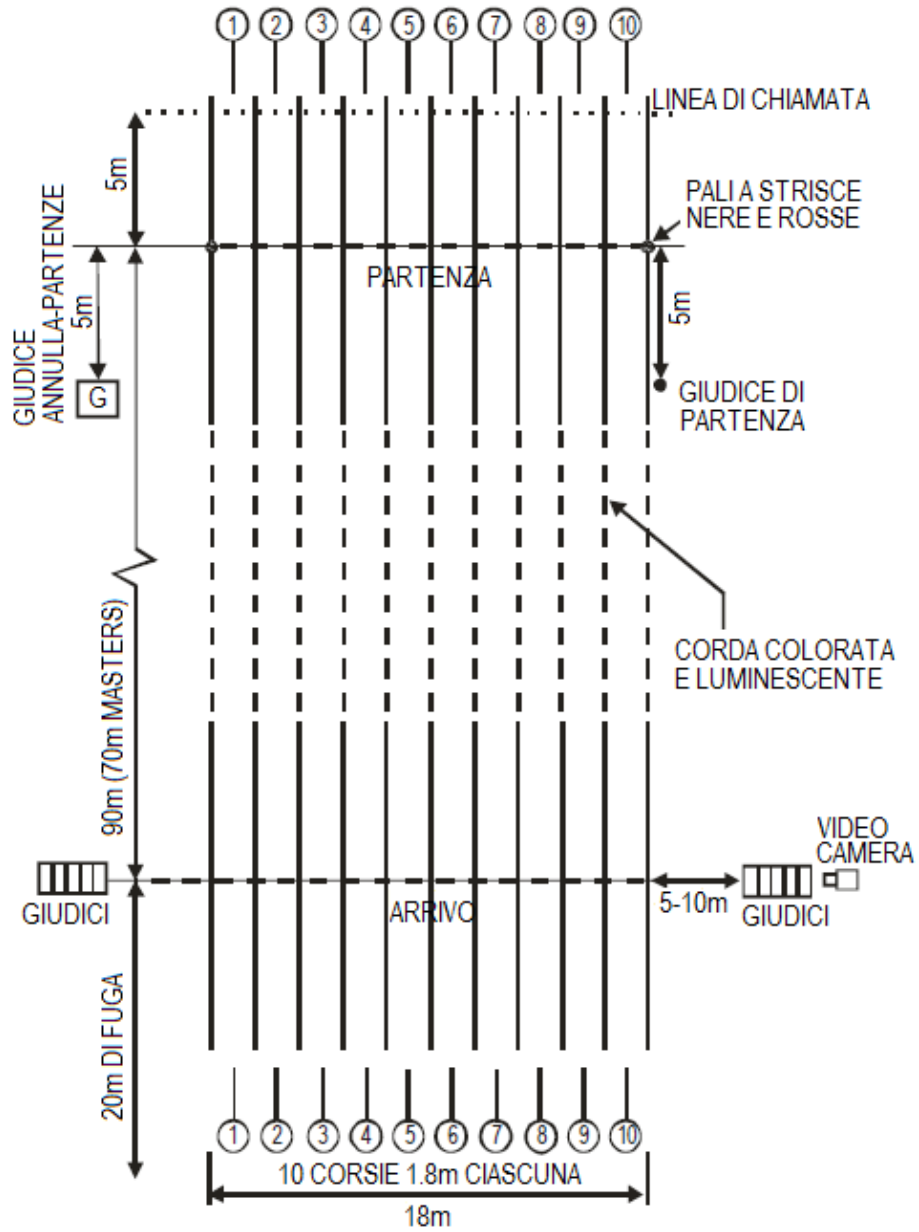 1 2 3 4 5 6 7 8 9 10
LINEA DI CHIAMATA
5m
PALI A STRISCE
NERE E ROSSE
PARTENZA
GIUDICE
ANNULLA-PARTENZE
5m
G
5m
GIUDICE DI
PARTENZA
CORDA COLORATA
E LUMINESCENTE
90m (70m MASTERS)
VIDEO
CAMERA
GIUDICI
ARRIVO
5-10m
GIUDICI
20m DI FUGA
1 2 3 4 5 6 7 8 9 10
10 CORSIE 1.8m CIASCUNA
18m